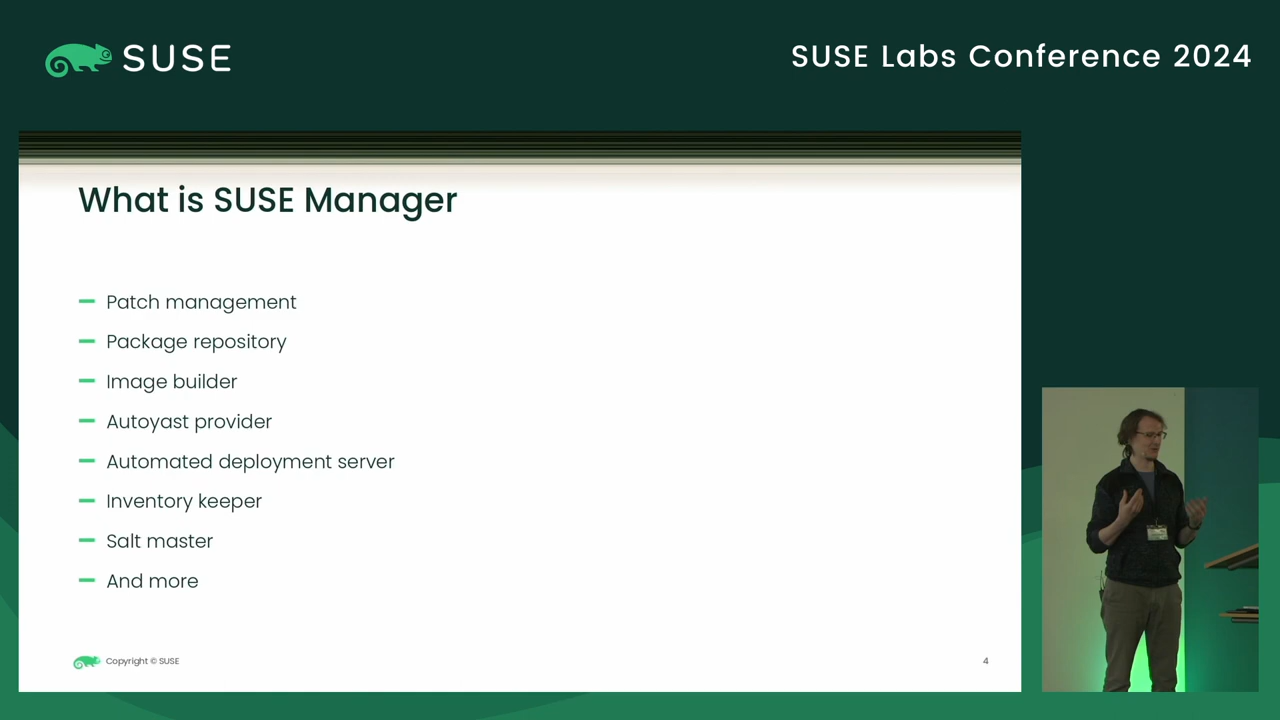 SUSE
SUSE Labs Conference 2024
What is SUSE Manager
Patch management
Package repository
Image builder
Autoyast provider
Automated deployment server
Inventory keeper
Salt master
And more
Copyright © SUSE
4